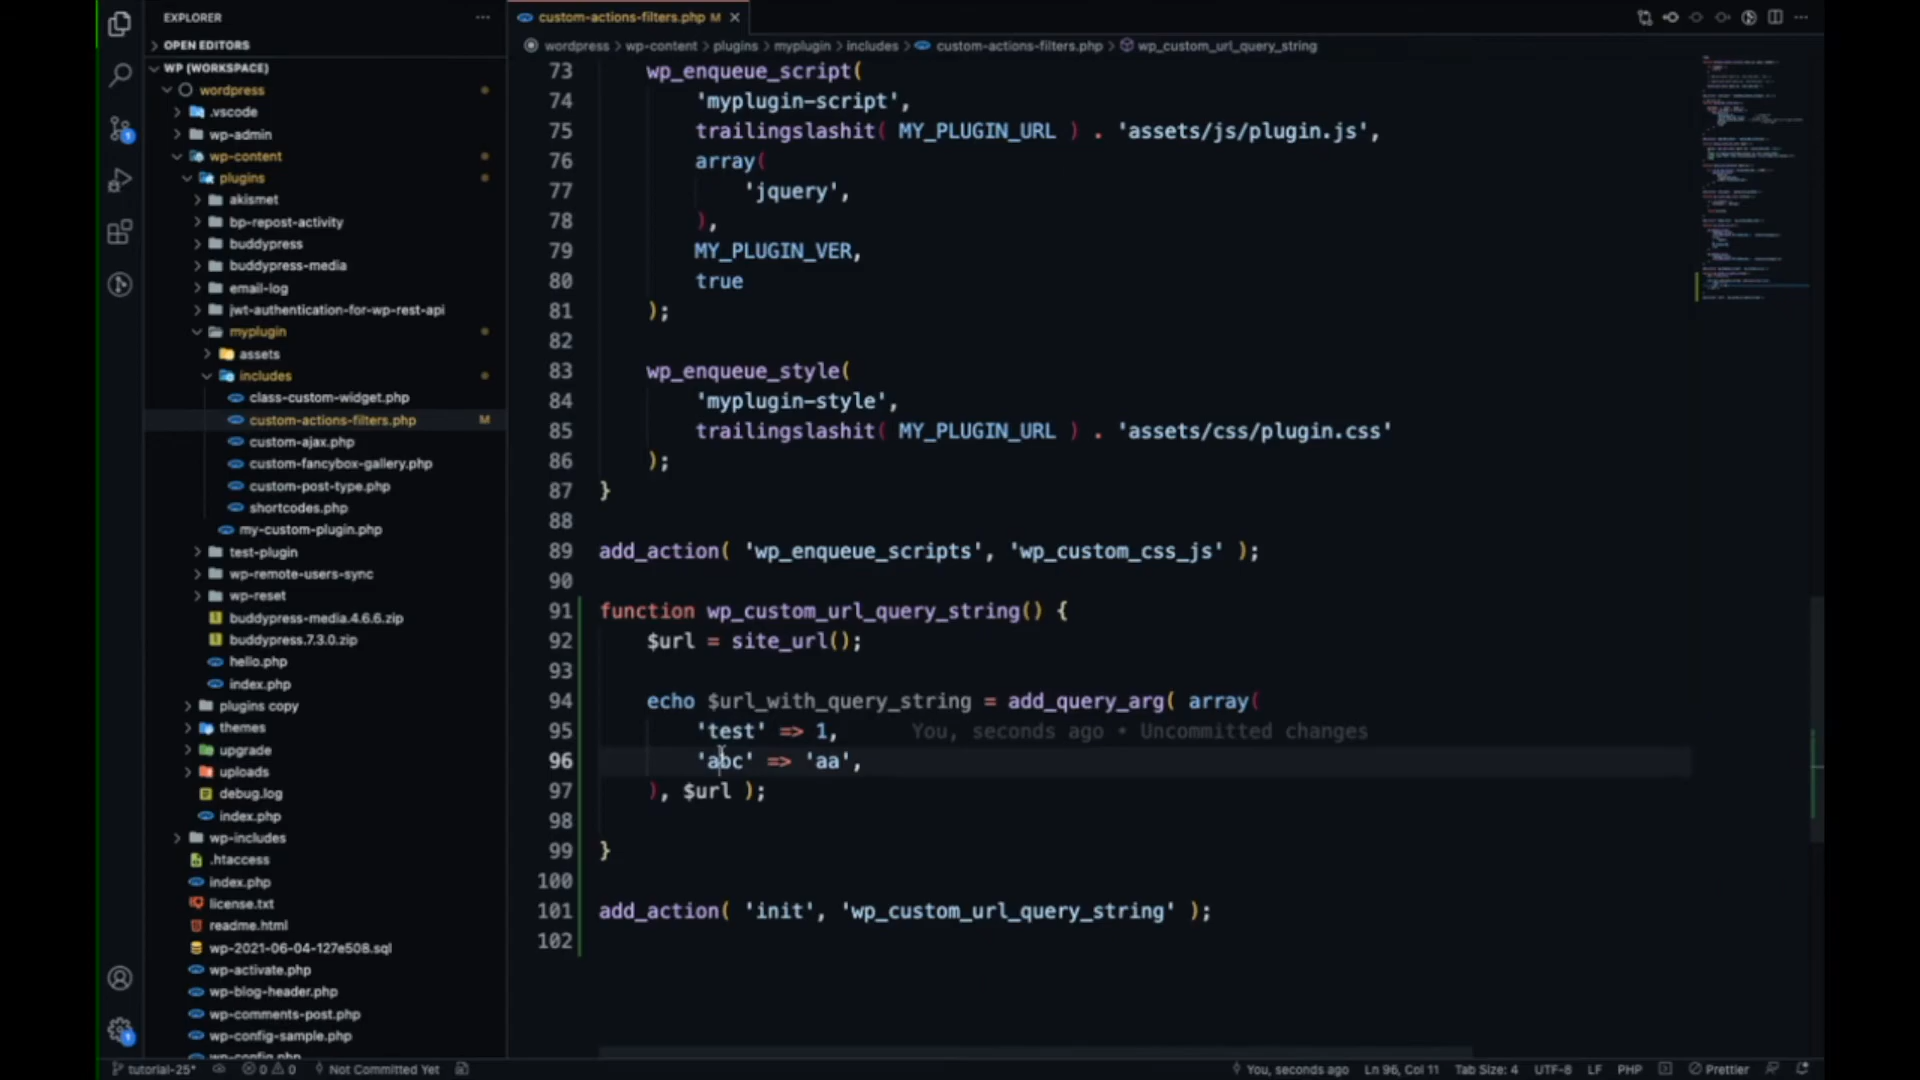 EXPLORER
OPEN EDITORS
WP (WORKSPACE)
wordpress
.vscode
wp-admin
wp-content
plugins
akismet
bp-repost-activity
buddypress
buddypress-media
email-log
jwt-authentication-for-wp-rest-api
myplugin
assets
includes
class-custom-widget.php
custom-actions-filters.php M
custom-ajax.php
custom-fancybox-gallery.php
custom-post-type.php
shortcodes.php
my-custom-plugin.php
test-plugin
wp-remote-users-sync
wp-reset
buddypress-media.4.6.6.zip
buddypress.7.3.0.zip
hello.php
index.php
plugins copy
themes
upgrade
uploads
debug.log
index.php
wp-includes
.htaccess
index.php
license.txt
readme.html
wp-2021-06-04-127e508.sql
wp-activate.php
wp-blog-header.php
wp-comments-post.php
wp-config-sample.php
wp-config.php
custom-actions-filters.php M
wordpress > wp-content > plugins > myplugin > includes > custom-actions-filters.php > wp_custom_url_query_string
73 wp_enqueue_script(
74 'myplugin-script',
75 trailingslashit( MY_PLUGIN_URL ) . 'assets/js/plugin.js',
76 array(
77 'jquery',
78 ),
79 MY_PLUGIN_VER,
80 true
81 );
82
83 wp_enqueue_style(
84 'myplugin-style',
85 trailingslashit( MY_PLUGIN_URL ) . 'assets/css/plugin.css'
86 );
87 }
88
89 add_action( 'wp_enqueue_scripts', 'wp_custom_css_js' );
90
91 function wp_custom_url_query_string() {
92 $url = site_url();
93
94 echo $url_with_query_string = add_query_arg( array(
95 'test' => 1, You, seconds ago • Uncommitted changes
96 'abc' => 'aa',
97 ), $url );
98
99 }
100
101 add_action( 'init', 'wp_custom_url_query_string' );
102
tutorial-25* 0 0 Not Committed Yet You, seconds ago Ln 96, Col 11 Tab Size: 4 UTF-8 LF PHP Prettier